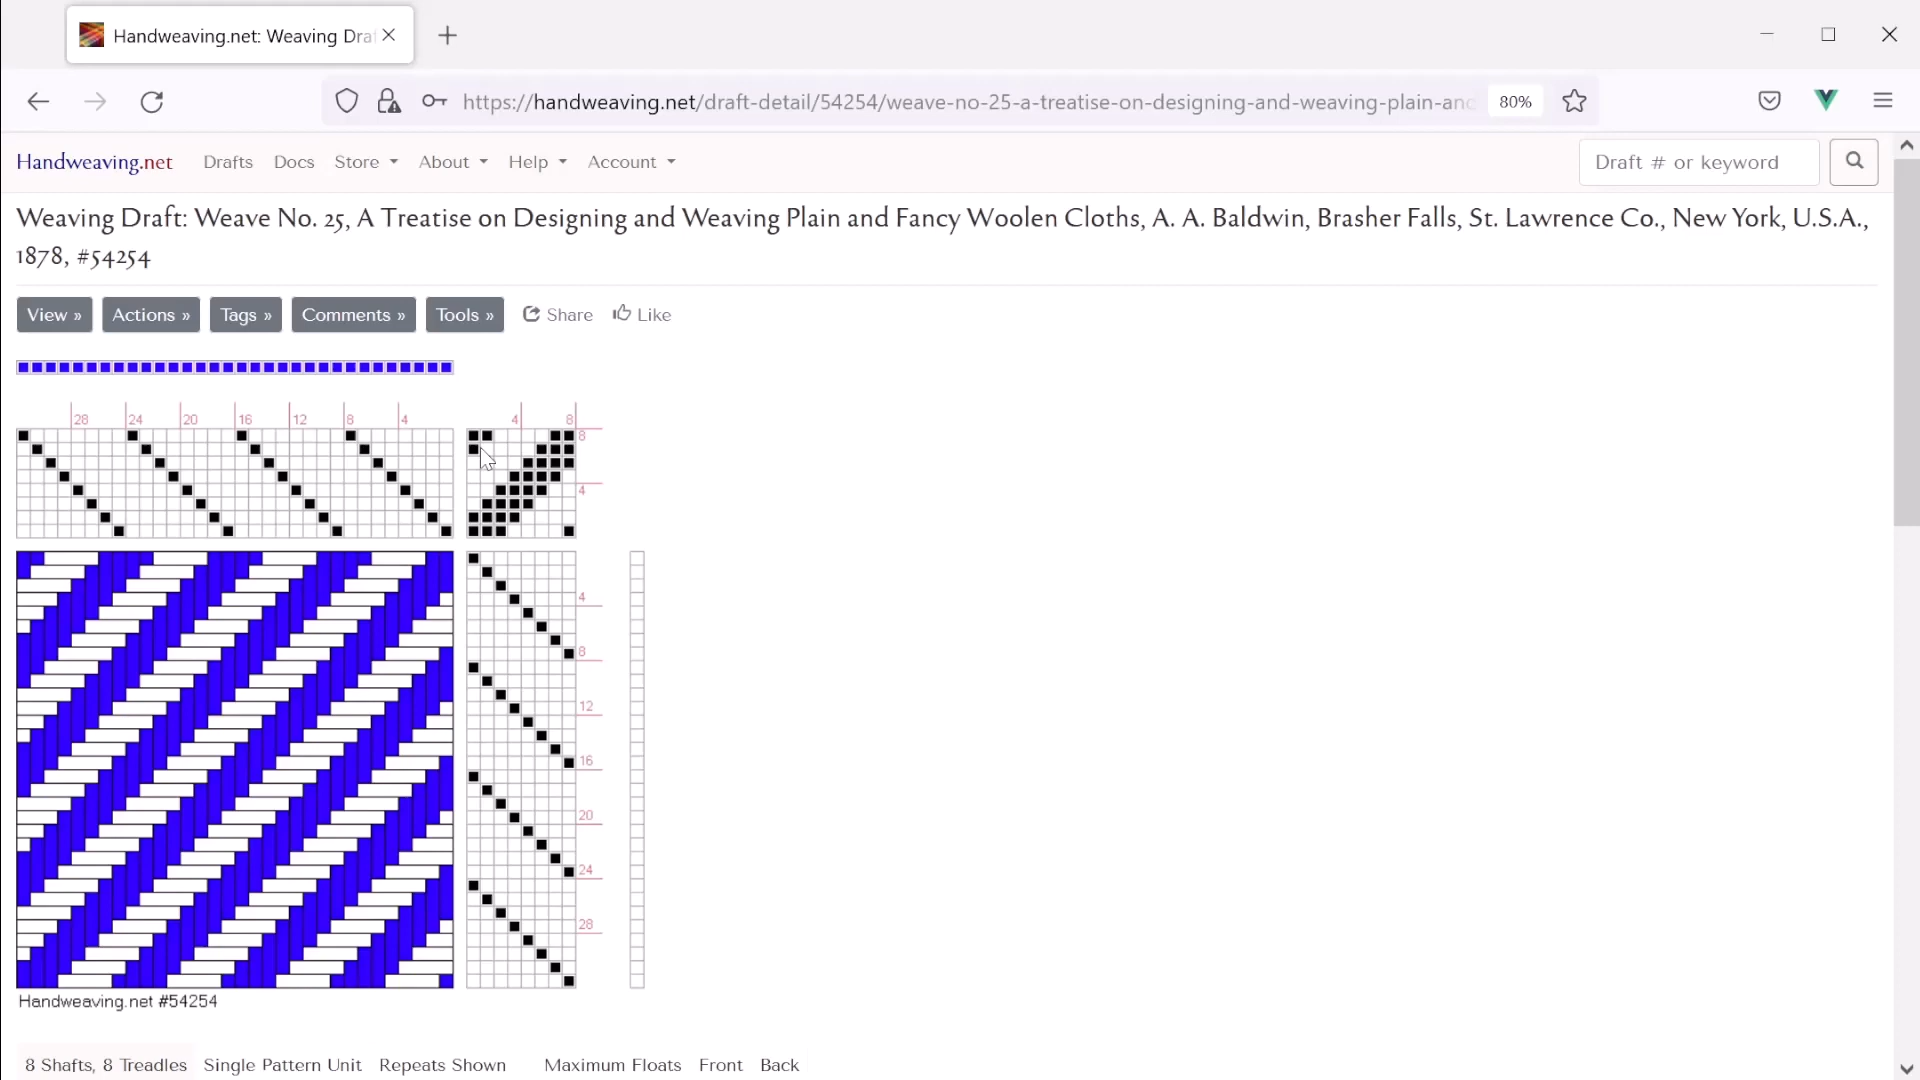 Handweaving.net: Weaving Dra
https://handweaving.net/draft-detail/54254/weave-no-25-a-treatise-on-designing-and-weaving-plain-and
80%
Handweaving.net Drafts Docs Store About Help Account Draft # or keyword
Weaving Draft: Weave No. 25, A Treatise on Designing and Weaving Plain and Fancy Woolen Cloths, A. A. Baldwin, Brasher Falls, St. Lawrence Co., New York, U.S.A.,
1878, #54254
View » Actions » Tags » Comments » Tools » Share Like
28 24 20 16 12 8 4 4 8
8
4
4
8
12
16
20
24
28
Handweaving.net #54254
8 Shafts, 8 Treadles Single Pattern Unit Repeats Shown Maximum Floats Front Back